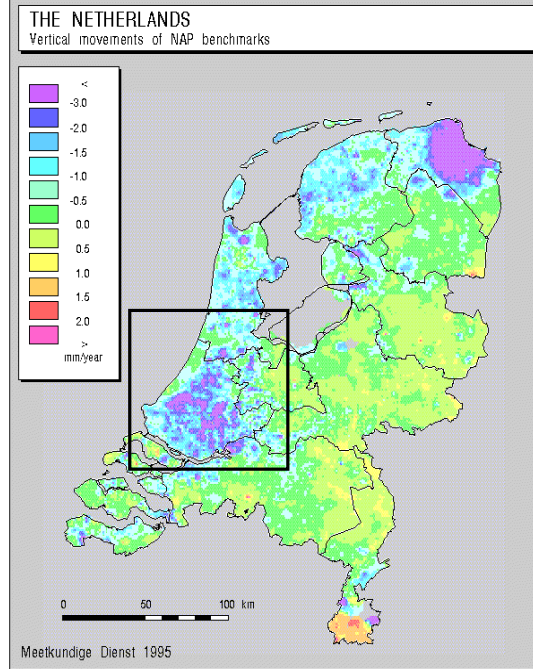 THE NETHERLANDS
Vertical movements of NAP benchmarks
<
-3.0
-2.0
-1.5
-1.0
-0.5
0.0
0.5
1.0
1.5
2.0
>
mm/year
0 50 100 km
Meetkundige Dienst 1995